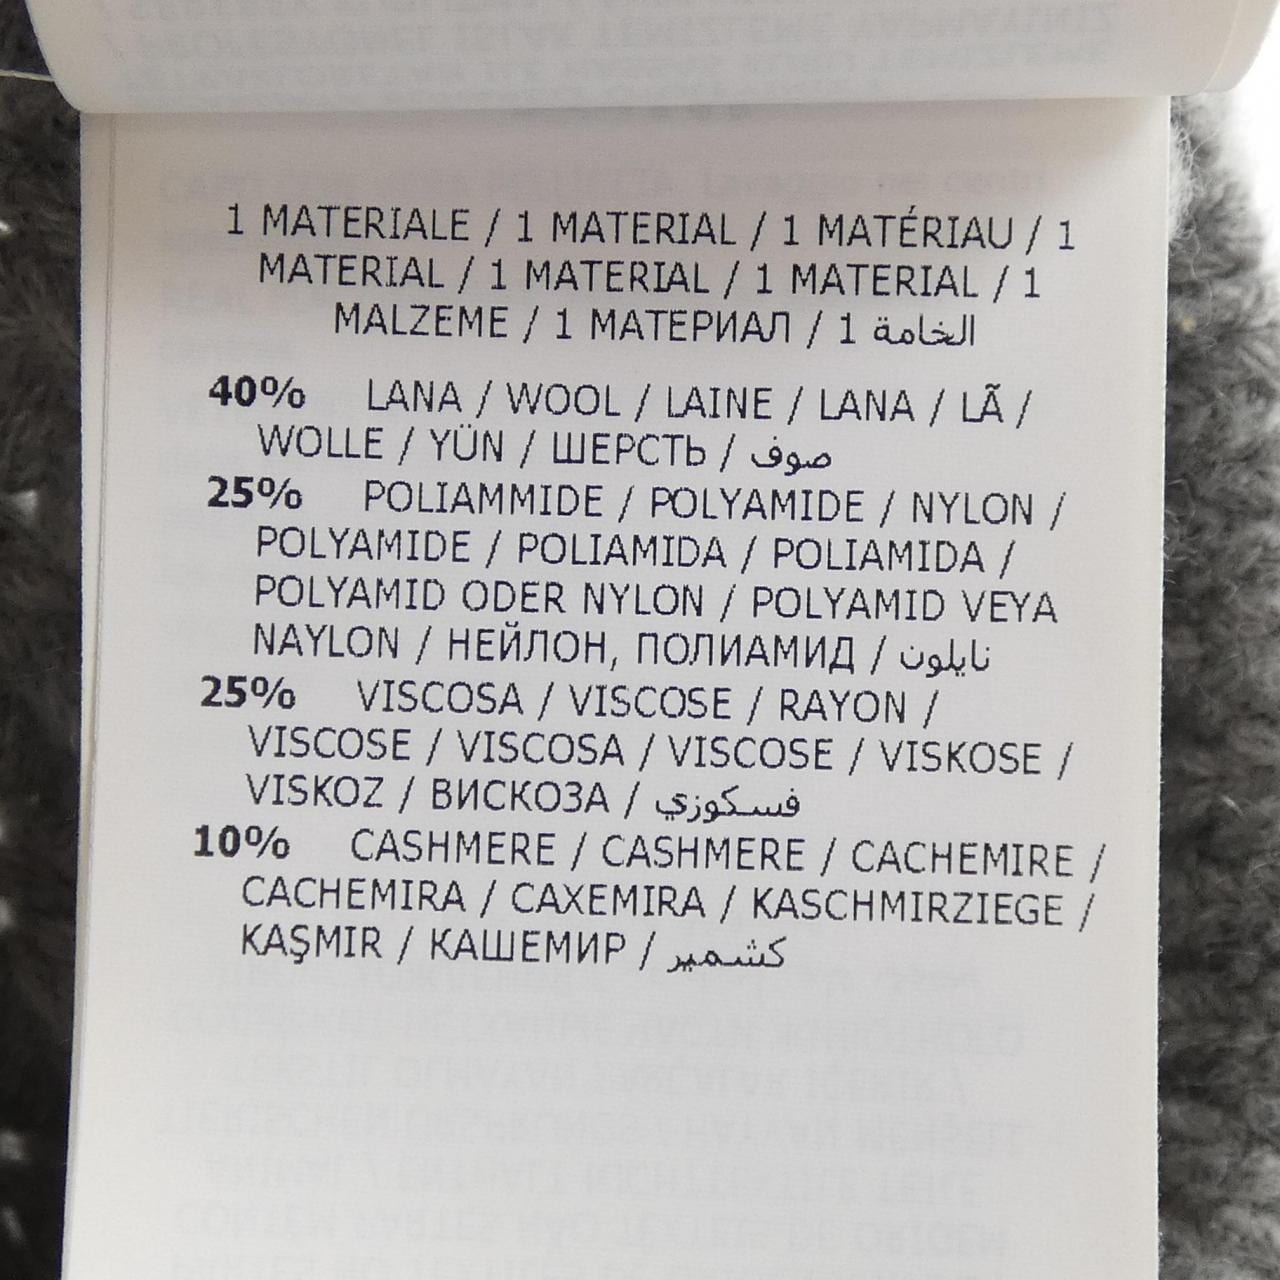 1 MATERIALE / 1 MATERIAL / 1 MATÉRIAU / 1
MATERIAL / 1 MATERIAL / 1 MATERIAL / 1
MALZEME / 1 МАТЕРИАЛ / 1 الخامة
40% LANA / WOOL / LAINE / LANA / LÃ /
WOLLE / YÜN / ШЕРСТЬ / صوف
25% POLIAMMIDE / POLYAMIDE / NYLON /
POLYAMIDE / POLIAMIDA / POLIAMIDA /
POLYAMID ODER NYLON / POLYAMID VEYA
NAYLON / НЕЙЛОН, ПОЛИАМИД / نايلون
25% VISCOSA / VISCOSE / RAYON /
VISCOSE / VISCOSA / VISCOSE / VISKOSE /
VISKOZ / ВИСКОЗА / فسكوزي
10% CASHMERE / CASHMERE / CACHEMIRE /
CACHEMIRA / CAXEMIRA / KASCHMIRZIEGE /
KAŞMIR / КАШЕМИР / كشمير